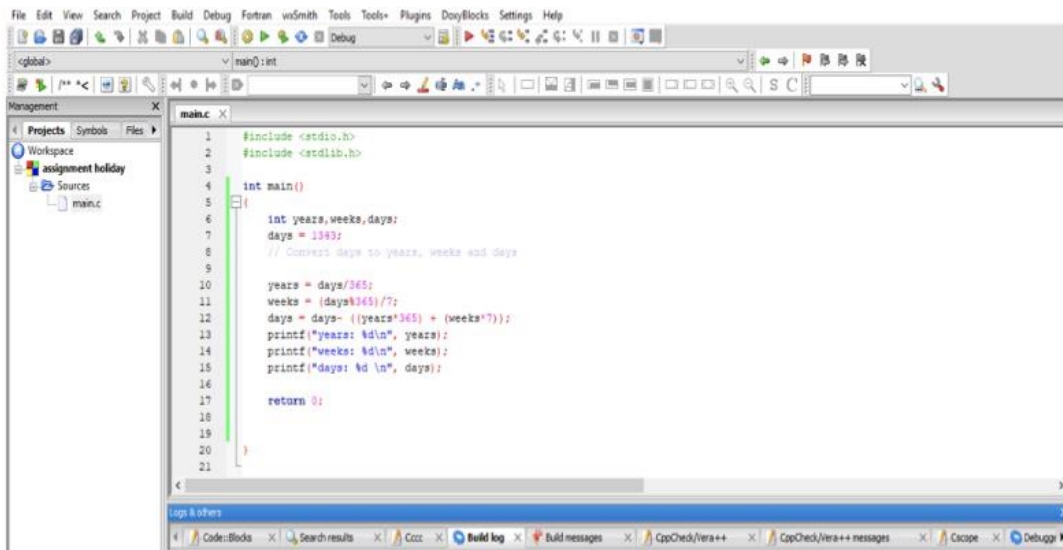 File Edit View Search Project Build Debug Fortran wxSmith Tools Tools+ Plugins DoxyBlocks Settings Help
Debug
<global> main() : int
/** *<
S C
Management
main.c
Projects Symbols Files
Workspace
assignment holiday
Sources
main.c
1 #include <stdio.h>
2 #include <stdlib.h>
3
4 int main()
5 {
6 int years,weeks,days;
7 days = 1343;
8 // Convert days to years, weeks and days
9
10 years = days/365;
11 weeks = (days%365)/7;
12 days = days- ((years*365) + (weeks*7));
13 printf("years: %d\n", years);
14 printf("weeks: %d\n", weeks);
15 printf("days: %d \n", days);
16
17 return 0;
18
19
20 }
21
Logs & others
Code::Blocks Search results Cccc Build log Build messages CppCheck/Vera++ CppCheck/Vera++ messages Cscope Debugg